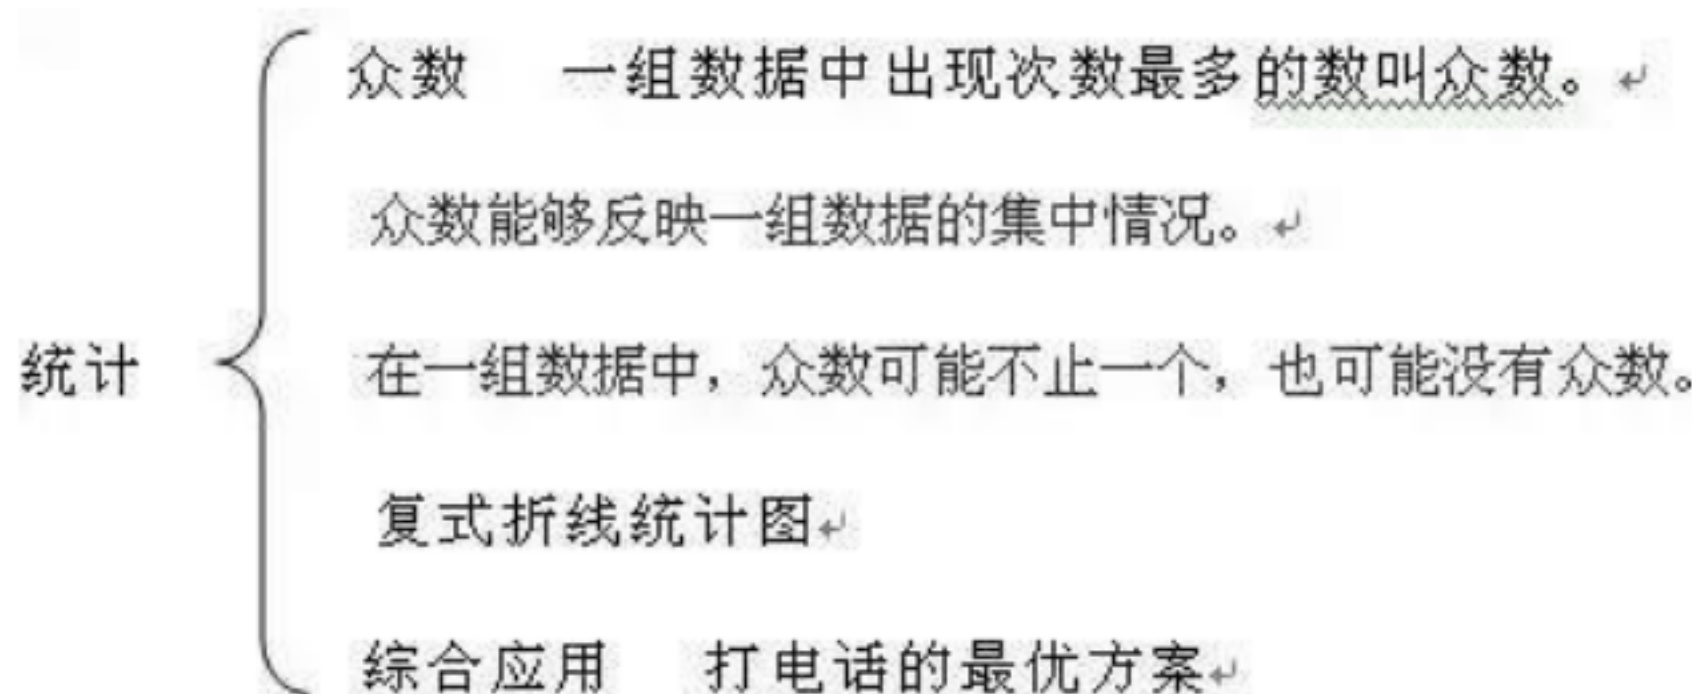 众数 一组数据中出现次数最多的数叫众数。
众数能够反映一组数据的集中情况。
统计
在一组数据中，众数可能不止一个，也可能没有众数。
复式折线统计图
综合应用 打电话的最优方案